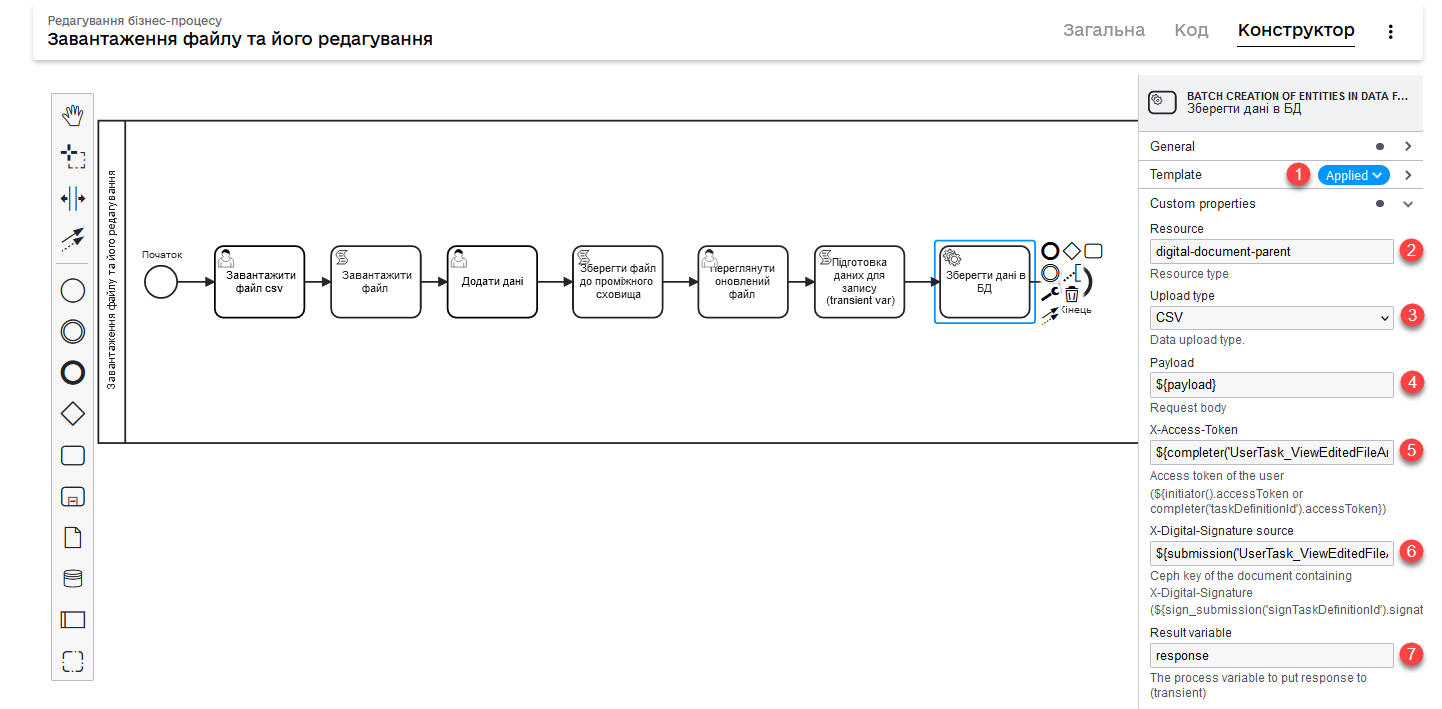 Редагування бізнес-процесу
Завантаження файлу та його редагування
Загальна
Код
Конструктор
Завантаження файлу та його редагування
Початок
Завантажити
файл csv
Завантажити
файл
Додати дані
Зберегти файл
до проміжного
сховища
Переглянути
оновлений
файл
Підготовка
даних для
запису
(transient var)
Зберегти дані в
БД
Кінець
BATCH CREATION OF ENTITIES IN DATA F...
Зберегти дані в БД
General
Template
1
Applied
Custom properties
Resource
digital-document-parent
2
Resource type
Upload type
CSV
3
Data upload type.
Payload
${payload}
4
Request body
X-Access-Token
${completer('UserTask_ViewEditedFileAr
5
Access token of the user
(${initiator().accessToken or
completer('taskDefinitionId').accessToken})
X-Digital-Signature source
${submission('UserTask_ViewEditedFileA
6
Ceph key of the document containing
X-Digital-Signature
(${sign_submission('signTaskDefinitionId').signat
Result variable
response
7
The process variable to put response to
(transient)